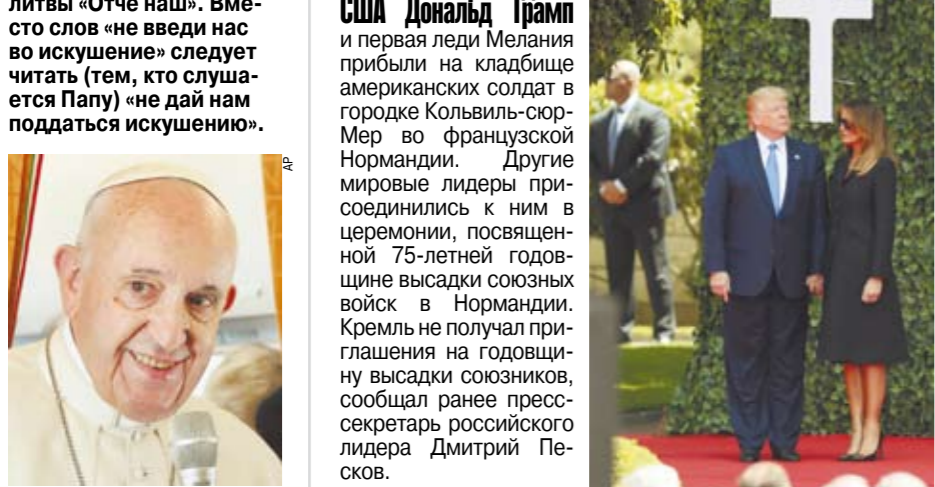 литвы «Отче наш». Вме-
сто слов «не введи нас
во искушение» следует
читать (тем, кто слуша-
ется Папу) «не дай нам
поддаться искушению».
AP
США Дональд Трамп
и первая леди Мелания
прибыли на кладбище
американских солдат в
городке Кольвиль-сюр-
Мер во французской
Нормандии. Другие
мировые лидеры при-
соединились к ним в
церемонии, посвящен-
ной 75-летней годов-
щине высадки союзных
войск в Нормандии.
Кремль не получал при-
глашения на годовщи-
ну высадки союзников,
сообщал ранее пресс-
секретарь российского
лидера Дмитрий Пе-
сков.